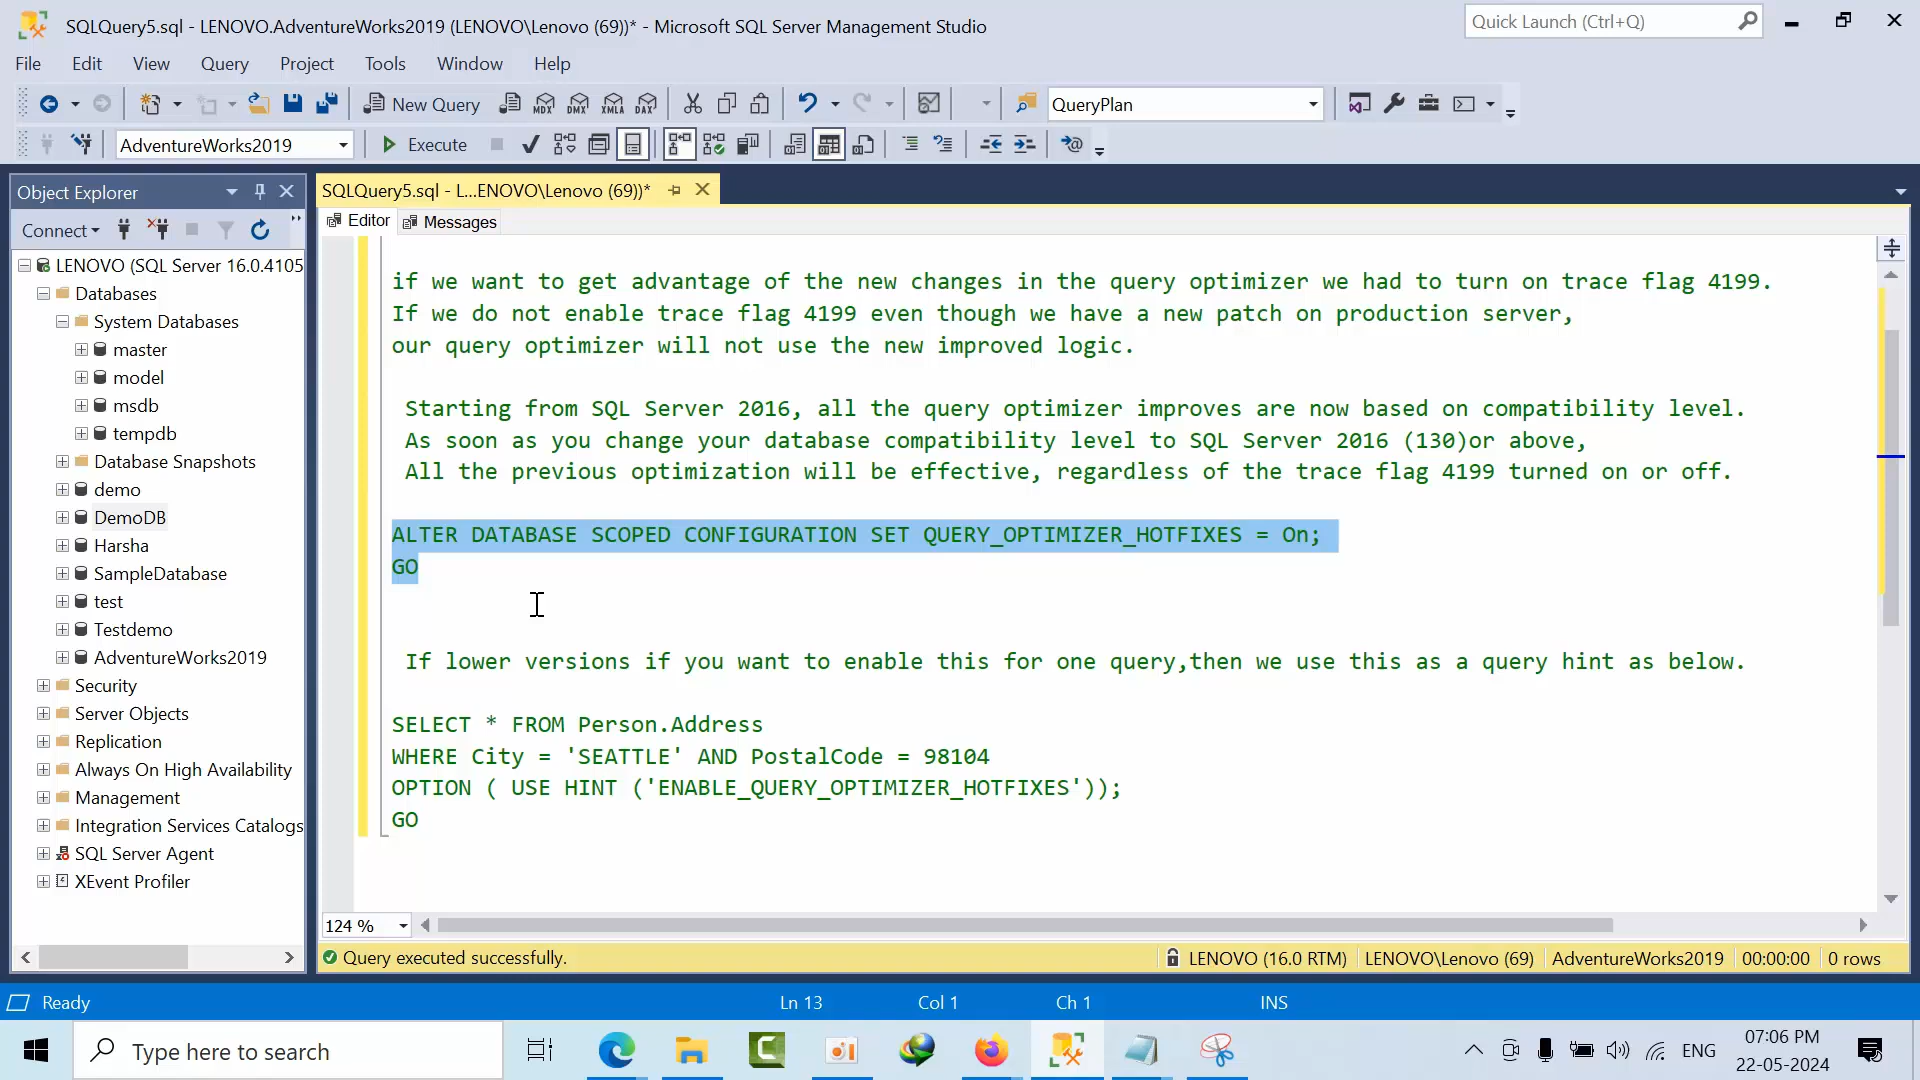 SQLQuery5.sql - LENOVO.AdventureWorks2019 (LENOVO\Lenovo (69))* - Microsoft SQL Server Management Studio
Quick Launch (Ctrl+Q)
File Edit View Query Project Tools Window Help
New Query
MDX DMX XMLA DAX
QueryPlan
AdventureWorks2019
Execute
Object Explorer
SQLQuery5.sql - L...ENOVO\Lenovo (69))*
Editor Messages
Connect
LENOVO (SQL Server 16.0.4105
Databases
System Databases
master
model
msdb
tempdb
Database Snapshots
demo
DemoDB
Harsha
SampleDatabase
test
Testdemo
AdventureWorks2019
Security
Server Objects
Replication
Always On High Availability
Management
Integration Services Catalogs
SQL Server Agent
XEvent Profiler
if we want to get advantage of the new changes in the query optimizer we had to turn on trace flag 4199.
If we do not enable trace flag 4199 even though we have a new patch on production server,
our query optimizer will not use the new improved logic.
Starting from SQL Server 2016, all the query optimizer improves are now based on compatibility level.
As soon as you change your database compatibility level to SQL Server 2016 (130)or above,
All the previous optimization will be effective, regardless of the trace flag 4199 turned on or off.
ALTER DATABASE SCOPED CONFIGURATION SET QUERY_OPTIMIZER_HOTFIXES = On;
GO
If lower versions if you want to enable this for one query,then we use this as a query hint as below.
SELECT * FROM Person.Address
WHERE City = 'SEATTLE' AND PostalCode = 98104
OPTION ( USE HINT ('ENABLE_QUERY_OPTIMIZER_HOTFIXES'));
GO
124 %
Query executed successfully.
LENOVO (16.0 RTM) LENOVO\Lenovo (69) AdventureWorks2019 00:00:00 0 rows
Ready
Ln 13 Col 1 Ch 1 INS
Type here to search
ENG
07:06 PM
22-05-2024